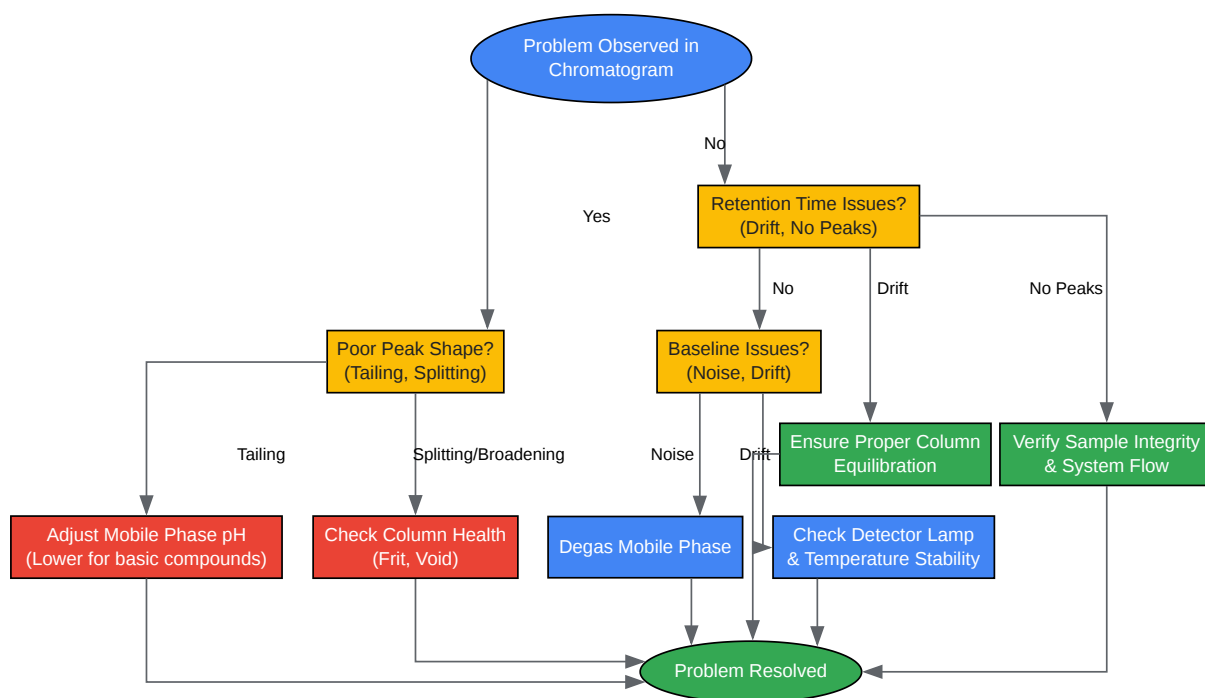 Problem Observed in
Chromatogram
No
Retention Time Issues?
(Drift, No Peaks)
Yes
No
Drift
No Peaks
Poor Peak Shape?
(Tailing, Splitting)
Baseline Issues?
(Noise, Drift)
Tailing
Splitting/Broadening
Noise
Drift
Ensure Proper Column
Equilibration
Verify Sample Integrity
& System Flow
Adjust Mobile Phase pH
(Lower for basic compounds)
Check Column Health
(Frit, Void)
Degas Mobile Phase
Check Detector Lamp
& Temperature Stability
Problem Resolved